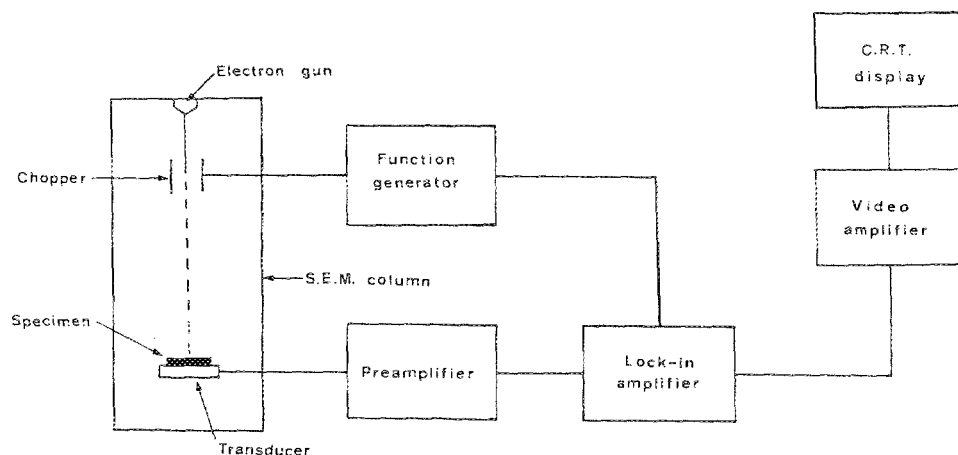 C.R.T.
display
Electron gun
Function
generator
Chopper
Video
amplifier
S.E.M. column
Specimen
Preamplifier
Lock-in
amplifier
Transducer